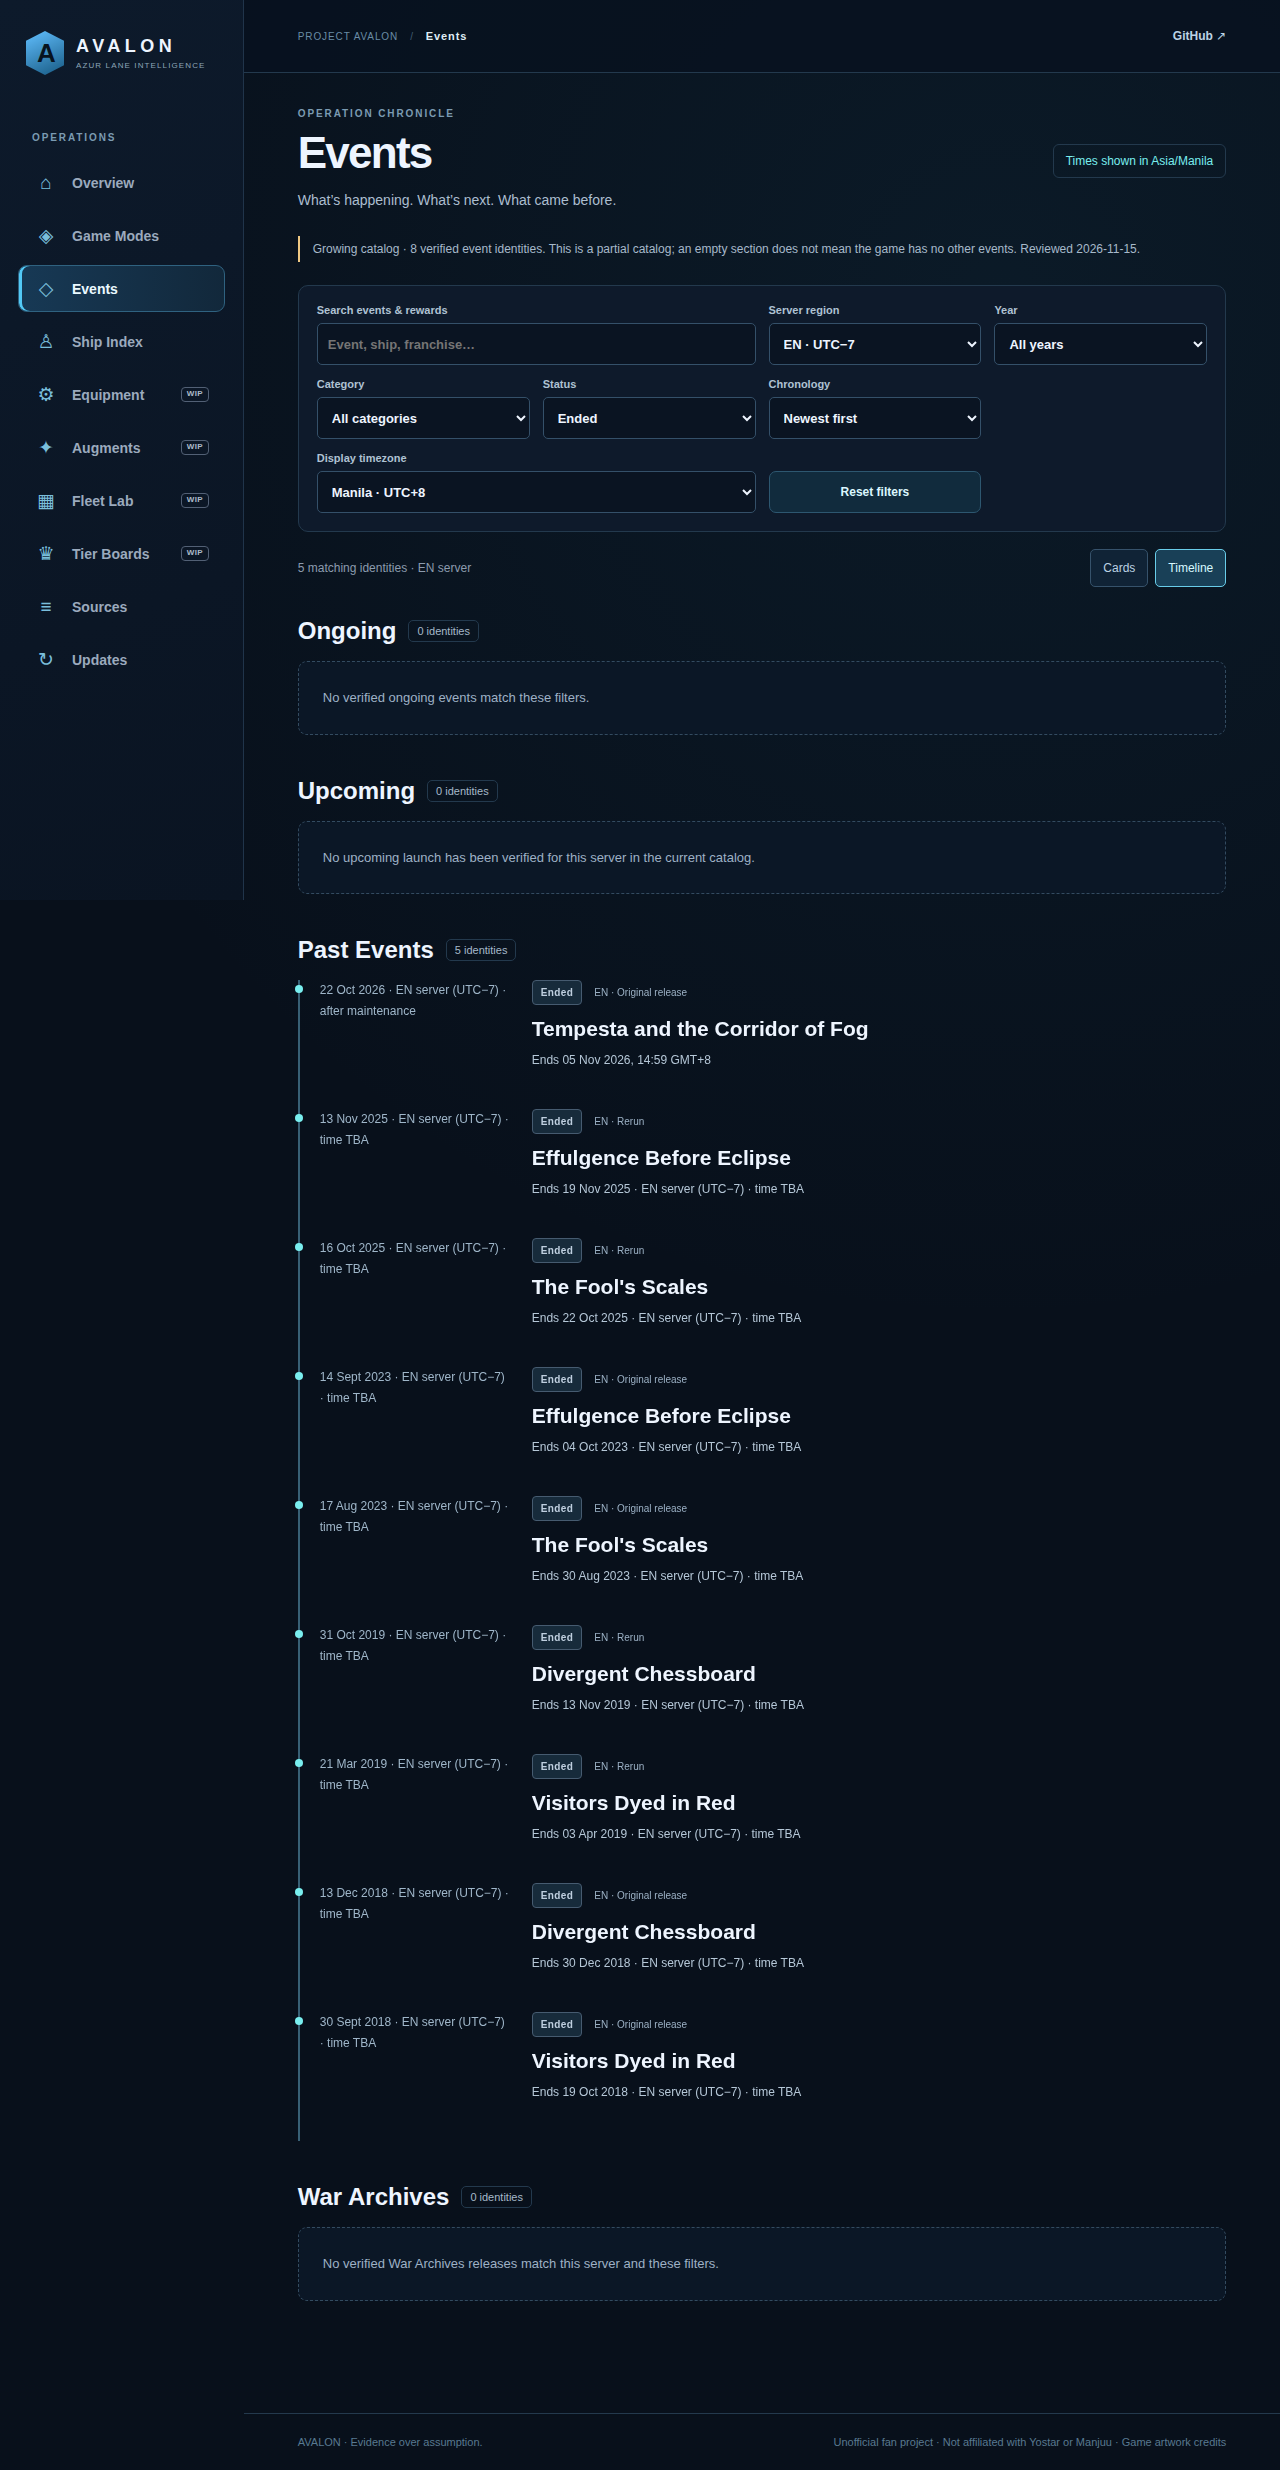 A
AVALON
AZUR LANE INTELLIGENCE
OPERATIONS
Overview
Game Modes
Events
Ship Index
Equipment WIP
Augments WIP
Fleet Lab WIP
Tier Boards WIP
Sources
Updates
PROJECT AVALON / Events
GitHub ↗
OPERATION CHRONICLE
Events
Times shown in Asia/Manila
What's happening. What's next. What came before.
Growing catalog · 8 verified event identities. This is a partial catalog; an empty section does not mean the game has no other events. Reviewed 2026-11-15.
Search events & rewards
Event, ship, franchise…
Server region
EN · UTC−7
Year
All years
Category
All categories
Status
Ended
Chronology
Newest first
Display timezone
Manila · UTC+8
Reset filters
5 matching identities · EN server
Cards
Timeline
Ongoing 0 identities
No verified ongoing events match these filters.
Upcoming 0 identities
No upcoming launch has been verified for this server in the current catalog.
Past Events 5 identities
22 Oct 2026 · EN server (UTC−7) ·
after maintenance
Ended EN · Original release
Tempesta and the Corridor of Fog
Ends 05 Nov 2026, 14:59 GMT+8
13 Nov 2025 · EN server (UTC−7) ·
time TBA
Ended EN · Rerun
Effulgence Before Eclipse
Ends 19 Nov 2025 · EN server (UTC−7) · time TBA
16 Oct 2025 · EN server (UTC−7) ·
time TBA
Ended EN · Rerun
The Fool's Scales
Ends 22 Oct 2025 · EN server (UTC−7) · time TBA
14 Sept 2023 · EN server (UTC−7)
· time TBA
Ended EN · Original release
Effulgence Before Eclipse
Ends 04 Oct 2023 · EN server (UTC−7) · time TBA
17 Aug 2023 · EN server (UTC−7) ·
time TBA
Ended EN · Original release
The Fool's Scales
Ends 30 Aug 2023 · EN server (UTC−7) · time TBA
31 Oct 2019 · EN server (UTC−7) ·
time TBA
Ended EN · Rerun
Divergent Chessboard
Ends 13 Nov 2019 · EN server (UTC−7) · time TBA
21 Mar 2019 · EN server (UTC−7) ·
time TBA
Ended EN · Rerun
Visitors Dyed in Red
Ends 03 Apr 2019 · EN server (UTC−7) · time TBA
13 Dec 2018 · EN server (UTC−7) ·
time TBA
Ended EN · Original release
Divergent Chessboard
Ends 30 Dec 2018 · EN server (UTC−7) · time TBA
30 Sept 2018 · EN server (UTC−7)
· time TBA
Ended EN · Original release
Visitors Dyed in Red
Ends 19 Oct 2018 · EN server (UTC−7) · time TBA
War Archives 0 identities
No verified War Archives releases match this server and these filters.
AVALON · Evidence over assumption.
Unofficial fan project · Not affiliated with Yostar or Manjuu · Game artwork credits